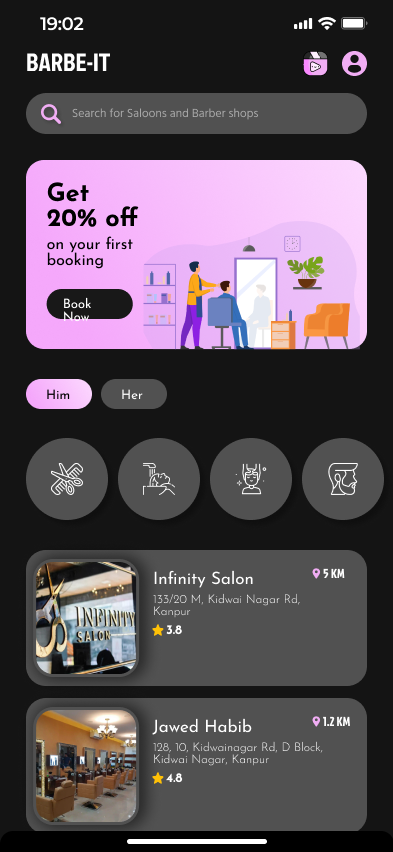 19:02
BARBE-IT
Search for Saloons and Barber shops
Get
20% off
on your first
booking
Book
Now
Him
Her
INFINITY
SALON
Infinity Salon
5 KM
133/20 M, Kidwai Nagar Rd,
Kanpur
3.8
Jawed Habib
1.2 KM
128, 10, Kidwainagar Rd, D Block,
Kidwai Nagar, Kanpur
4.8